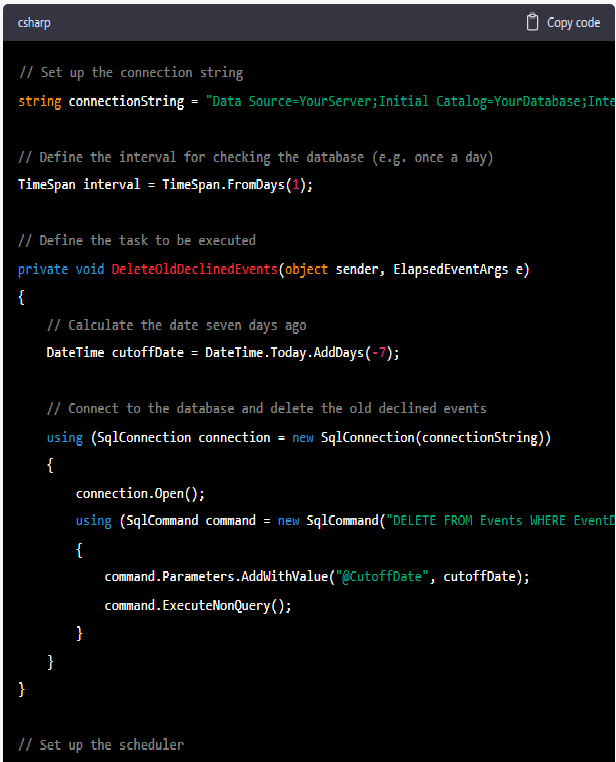 csharp
Copy code
// Set up the connection string
string connectionString = "Data Source=YourServer;Initial Catalog=YourDatabase;Inte
// Define the interval for checking the database (e.g. once a day)
TimeSpan interval = TimeSpan.FromDays(1);
// Define the task to be executed
private void DeleteOldDeclinedEvents(object sender, ElapsedEventArgs e)
{
// Calculate the date seven days ago
DateTime cutoffDate = DateTime.Today.AddDays(-7);
// Connect to the database and delete the old declined events
using (SqlConnection connection = new SqlConnection(connectionString))
{
connection.Open();
using (SqlCommand command = new SqlCommand("DELETE FROM Events WHERE EventD
{
command.Parameters.AddWithValue("@CutoffDate", cutoffDate);
command.ExecuteNonQuery();
}
}
}
// Set up the scheduler